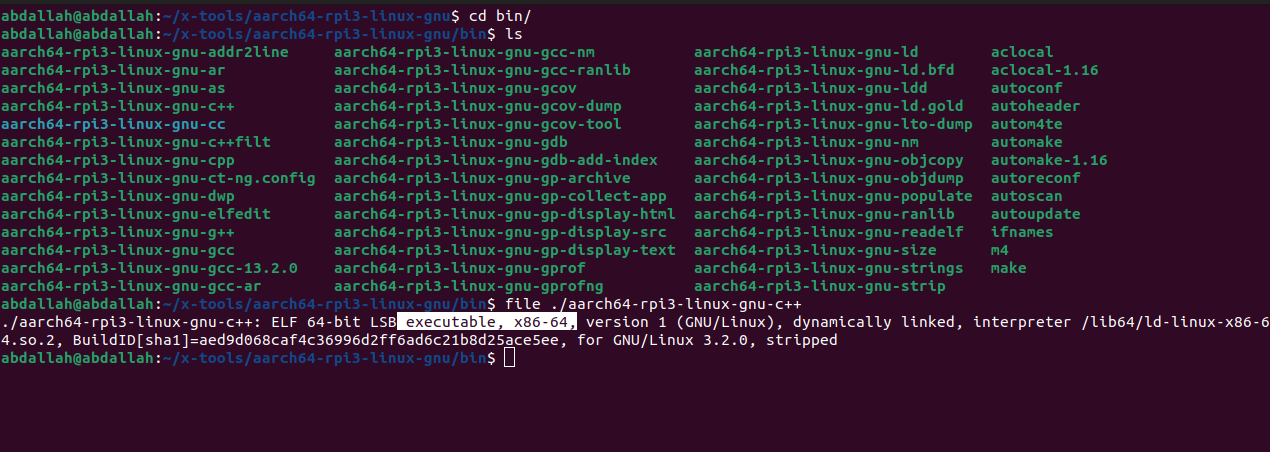 abdallah@abdallah:~/x-tools/aarch64-rpi3-linux-gnu$ cd bin/
abdallah@abdallah:~/x-tools/aarch64-rpi3-linux-gnu/bin$ ls
aarch64-rpi3-linux-gnu-addr2line aarch64-rpi3-linux-gnu-gcc-nm aarch64-rpi3-linux-gnu-ld aclocal
aarch64-rpi3-linux-gnu-ar aarch64-rpi3-linux-gnu-gcc-ranlib aarch64-rpi3-linux-gnu-ld.bfd aclocal-1.16
aarch64-rpi3-linux-gnu-as aarch64-rpi3-linux-gnu-gcov aarch64-rpi3-linux-gnu-ldd autoconf
aarch64-rpi3-linux-gnu-c++ aarch64-rpi3-linux-gnu-gcov-dump aarch64-rpi3-linux-gnu-ld.gold autoheader
aarch64-rpi3-linux-gnu-cc aarch64-rpi3-linux-gnu-gcov-tool aarch64-rpi3-linux-gnu-lto-dump autom4te
aarch64-rpi3-linux-gnu-c++filt aarch64-rpi3-linux-gnu-gdb aarch64-rpi3-linux-gnu-nm automake
aarch64-rpi3-linux-gnu-cpp aarch64-rpi3-linux-gnu-gdb-add-index aarch64-rpi3-linux-gnu-objcopy automake-1.16
aarch64-rpi3-linux-gnu-ct-ng.config aarch64-rpi3-linux-gnu-gp-archive aarch64-rpi3-linux-gnu-objdump autoreconf
aarch64-rpi3-linux-gnu-dwp aarch64-rpi3-linux-gnu-gp-collect-app aarch64-rpi3-linux-gnu-populate autoscan
aarch64-rpi3-linux-gnu-elfedit aarch64-rpi3-linux-gnu-gp-display-html aarch64-rpi3-linux-gnu-ranlib autoupdate
aarch64-rpi3-linux-gnu-g++ aarch64-rpi3-linux-gnu-gp-display-src aarch64-rpi3-linux-gnu-readelf ifnames
aarch64-rpi3-linux-gnu-gcc aarch64-rpi3-linux-gnu-gp-display-text aarch64-rpi3-linux-gnu-size m4
aarch64-rpi3-linux-gnu-gcc-13.2.0 aarch64-rpi3-linux-gnu-gprof aarch64-rpi3-linux-gnu-strings make
aarch64-rpi3-linux-gnu-gcc-ar aarch64-rpi3-linux-gnu-gprofng aarch64-rpi3-linux-gnu-strip
abdallah@abdallah:~/x-tools/aarch64-rpi3-linux-gnu/bin$ file ./aarch64-rpi3-linux-gnu-c++
./aarch64-rpi3-linux-gnu-c++: ELF 64-bit LSB executable, x86-64, version 1 (GNU/Linux), dynamically linked, interpreter /lib64/ld-linux-x86-6
4.so.2, BuildID[sha1]=aed9d068caf4c36996d2ff6ad6c21b8d25ace5ee, for GNU/Linux 3.2.0, stripped
abdallah@abdallah:~/x-tools/aarch64-rpi3-linux-gnu/bin$